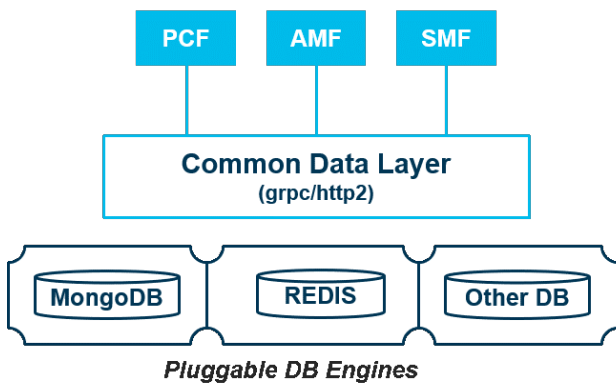 PCF AMF SMF
Common Data Layer
(grpc/http2)
MongoDB REDIS Other DB
Pluggable DB Engines